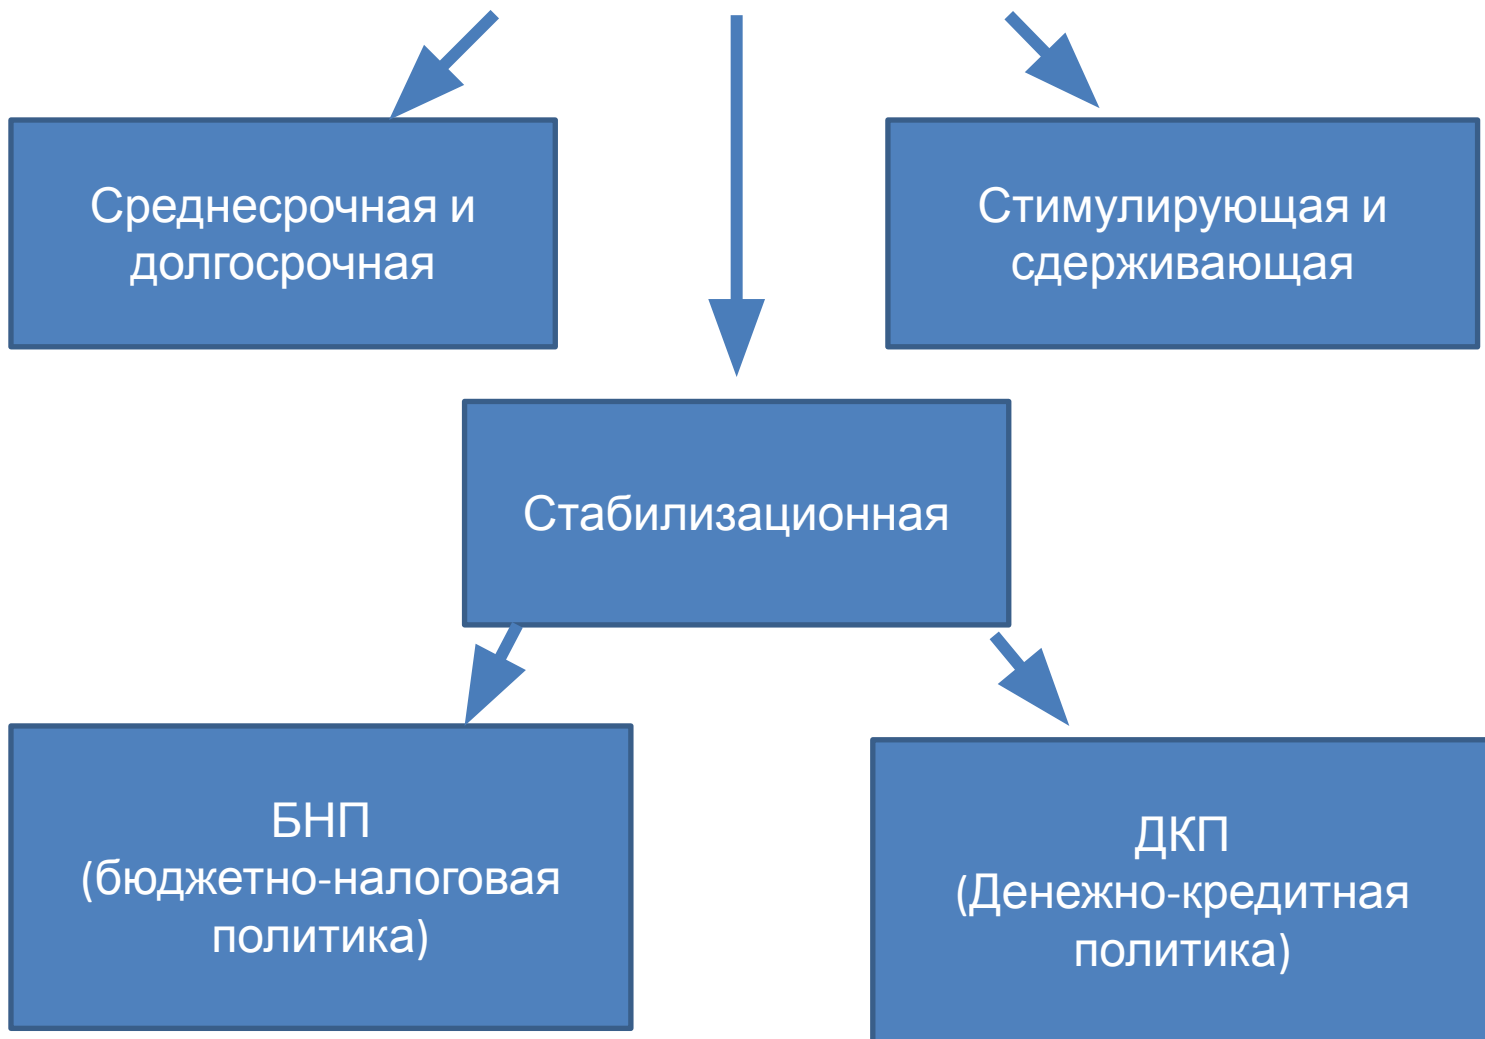 Среднесрочная и
долгосрочная
Стимулирующая и
сдерживающая
Стабилизационная
БНП
(бюджетно-налоговая
политика)
ДКП
(Денежно-кредитная
политика)